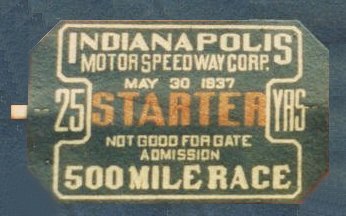 INDIANAPOLIS
MOTOR SPEEDWAY CORP.
MAY 30 1937
25 STARTER YRS
NOT GOOD FOR GATE
ADMISSION
500 MILE RACE